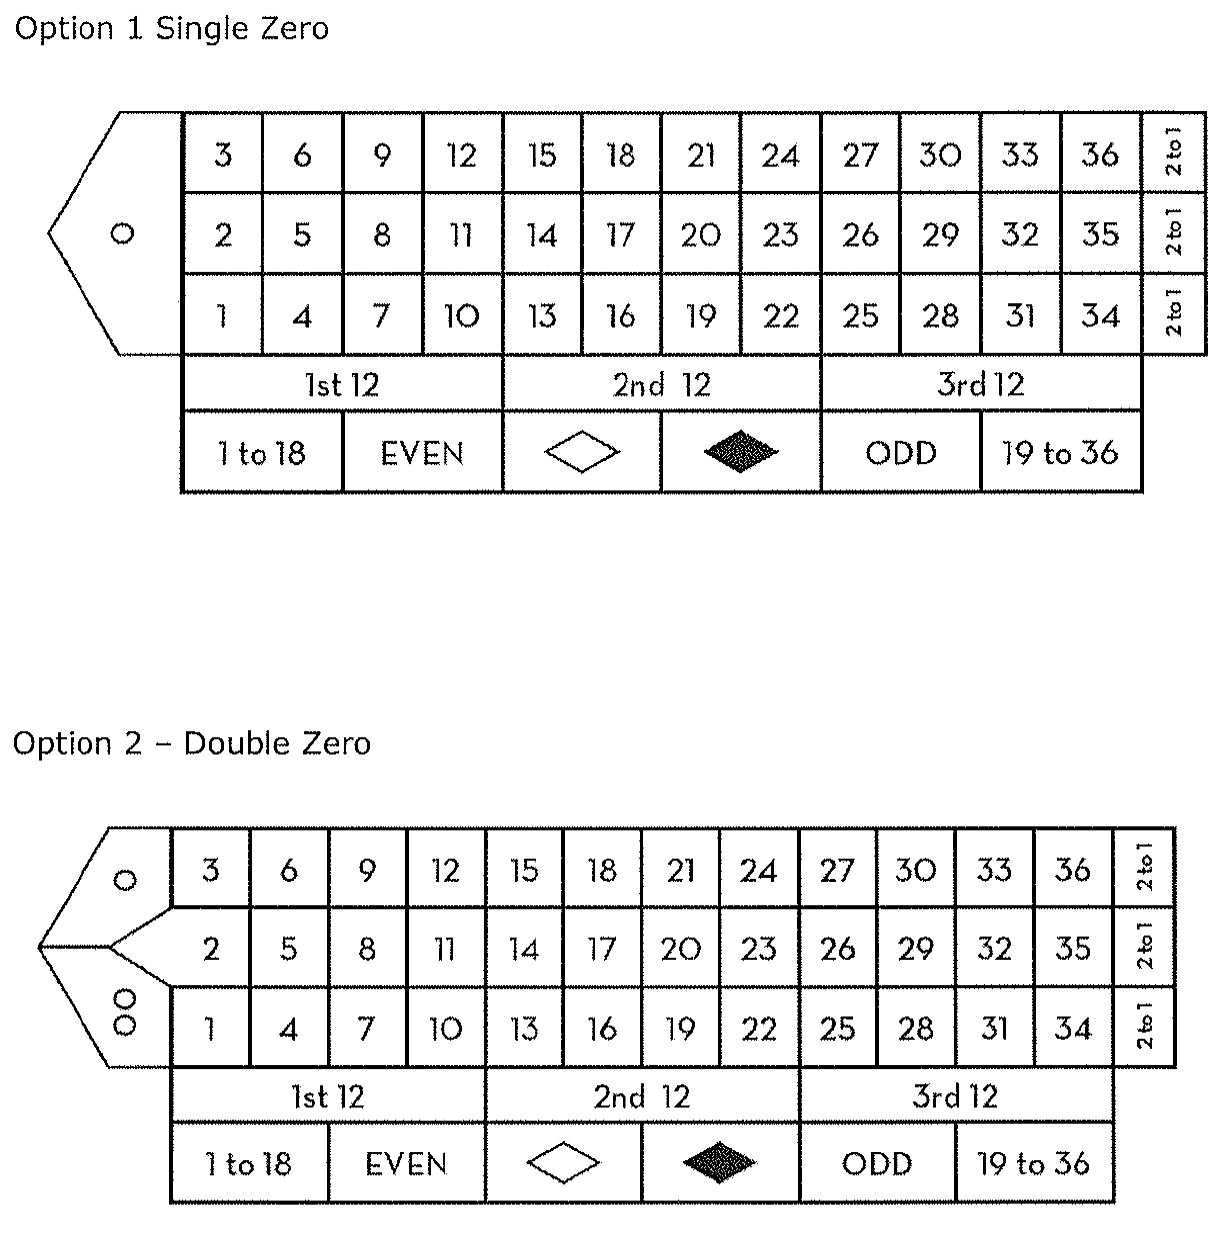 Option 1 Single Zero
3 6 9 12 15 18 21 24 27 30 33 36 2 to 1
0 2 5 8 11 14 17 20 23 26 29 32 35 2 to 1
1 4 7 10 13 16 19 22 25 28 31 34 2 to 1
1st 12 2nd 12 3rd 12
1 to 18 EVEN ODD 19 to 36
Option 2 – Double Zero
0 3 6 9 12 15 18 21 24 27 30 33 36 2 to 1
2 5 8 11 14 17 20 23 26 29 32 35 2 to 1
00 1 4 7 10 13 16 19 22 25 28 31 34 2 to 1
1st 12 2nd 12 3rd 12
1 to 18 EVEN ODD 19 to 36